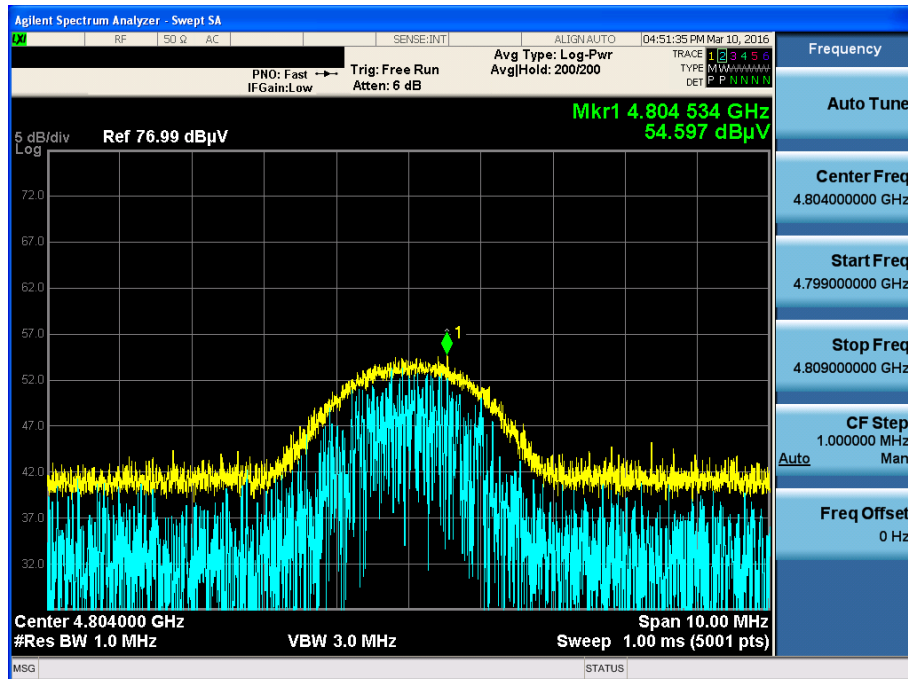 Agilent Spectrum Analyzer - Swept SA
LXI RF 50 Ω AC SENSE:INT ALIGN AUTO 04:51:35 PM Mar 10, 2016
PNO: Fast Trig: Free Run Avg Type: Log-Pwr TRACE 1 2 3 4 5 6
IFGain:Low Atten: 6 dB Avg|Hold: 200/200 TYPE M W W W W W
DET P P N N N N
Mkr1 4.804 534 GHz
54.597 dBµV
5 dB/div Ref 76.99 dBµV
Log
72.0
67.0
62.0
57.0
52.0
47.0
42.0
37.0
32.0
1
Center 4.804000 GHz Span 10.00 MHz
#Res BW 1.0 MHz VBW 3.0 MHz Sweep 1.00 ms (5001 pts)
MSG STATUS
Frequency
Auto Tune
Center Freq
4.804000000 GHz
Start Freq
4.799000000 GHz
Stop Freq
4.809000000 GHz
CF Step
1.000000 MHz
Auto Man
Freq Offset
0 Hz